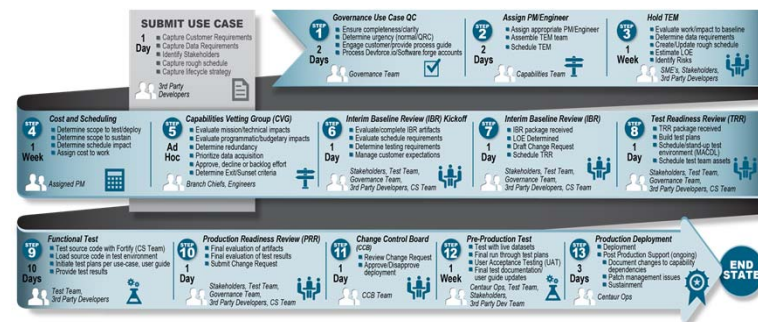 SUBMIT USE CASE
1
Day
Capture Customer Requirements
Capture Data Requirements
Identify Stakeholders
Capture rough schedule
Capture lifecycle strategy
3rd Party
Developers
STEP
1
2
Days
Governance Use Case QC
Ensure completeness/clarity
Determine urgency (normal/QRC)
Engage customer/provide process guide
Process Devforce.io/Software forge accounts
Governance Team
STEP
2
2
Days
Assign PM/Engineer
Assign appropriate PM/Engineer
Assemble TEM team
Schedule TEM
Capabilities Team
STEP
3
1
Week
Hold TEM
Evaluate work/impact to baseline
Determine data requirements
Create/Update rough schedule
Estimate LOE
Identify Risks
SME's, Stakeholders,
3rd Party Developers
STEP
4
1
Week
Cost and Scheduling
Determine scope to test/deploy
Determine scope to sustain
Determine schedule impact
Assign cost to work
Assigned PM
STEP
5
Ad
Hoc
Capabilities Vetting Group (CVG)
Evaluate mission/technical impacts
Evaluate programmatic/budgetary impacts
Determine redundancy
Prioritize data acquisition
Approve, decline or backlog effort
Determine Exit/Sunset criteria
Branch Chiefs, Engineers
STEP
6
1
Day
Interim Baseline Review (IBR) Kickoff
Evaluate/complete IBR artifacts
Evaluate schedule requirements
Determine testing requirements
Manage customer expectations
Stakeholders, Test Team,
Governance Team,
3rd Party Developers, CS Team
STEP
7
1
Day
Interim Baseline Review (IBR)
IBR package received
LOE Determined
Draft Change Request
Schedule TRR
Stakeholders, Test Team,
Governance Team,
3rd Party Developers, CS Team
STEP
8
1
Day
Test Readiness Review (TRR)
TRR package received
Build test plans
Schedule/stand-up test
environment (MACDL)
Schedule test team assets
Stakeholders, Test Team,
Governance Team,
3rd Party Developers, CS Team
STEP
9
10
Days
Functional Test
Test source code with Fortify (CS Team)
Load source code in test environment
Initiate test plans per use-case, user guide
Provide test results
Test Team,
3rd Party Developers
STEP
10
1
Day
Production Readiness Review (PRR)
Final evaluation of artifacts
Final evaluation of test results
Submt Change Request
Stakeholders, Test Team,
Governance Team,
3rd Party Developers, CS Team
STEP
11
1
Day
Change Control Board
(CCB)
Review Change Request
Approve/Disapprove
deployment
CCB Team
STEP
12
1
Week
Pre-Production Test
Test with live datasets
Final run through test plans
User Acceptance Testing (UAT)
Final test documentation/
user guide updates
Centaur Ops, Test Team,
Stakeholders,
3rd Party Dev Team
STEP
13
3
Days
Production Deployment
Deployment
Post Production Support (ongoing)
Document changes to capability
dependencies
Patch management issues
Sustainment
Centaur Ops
END
STATE